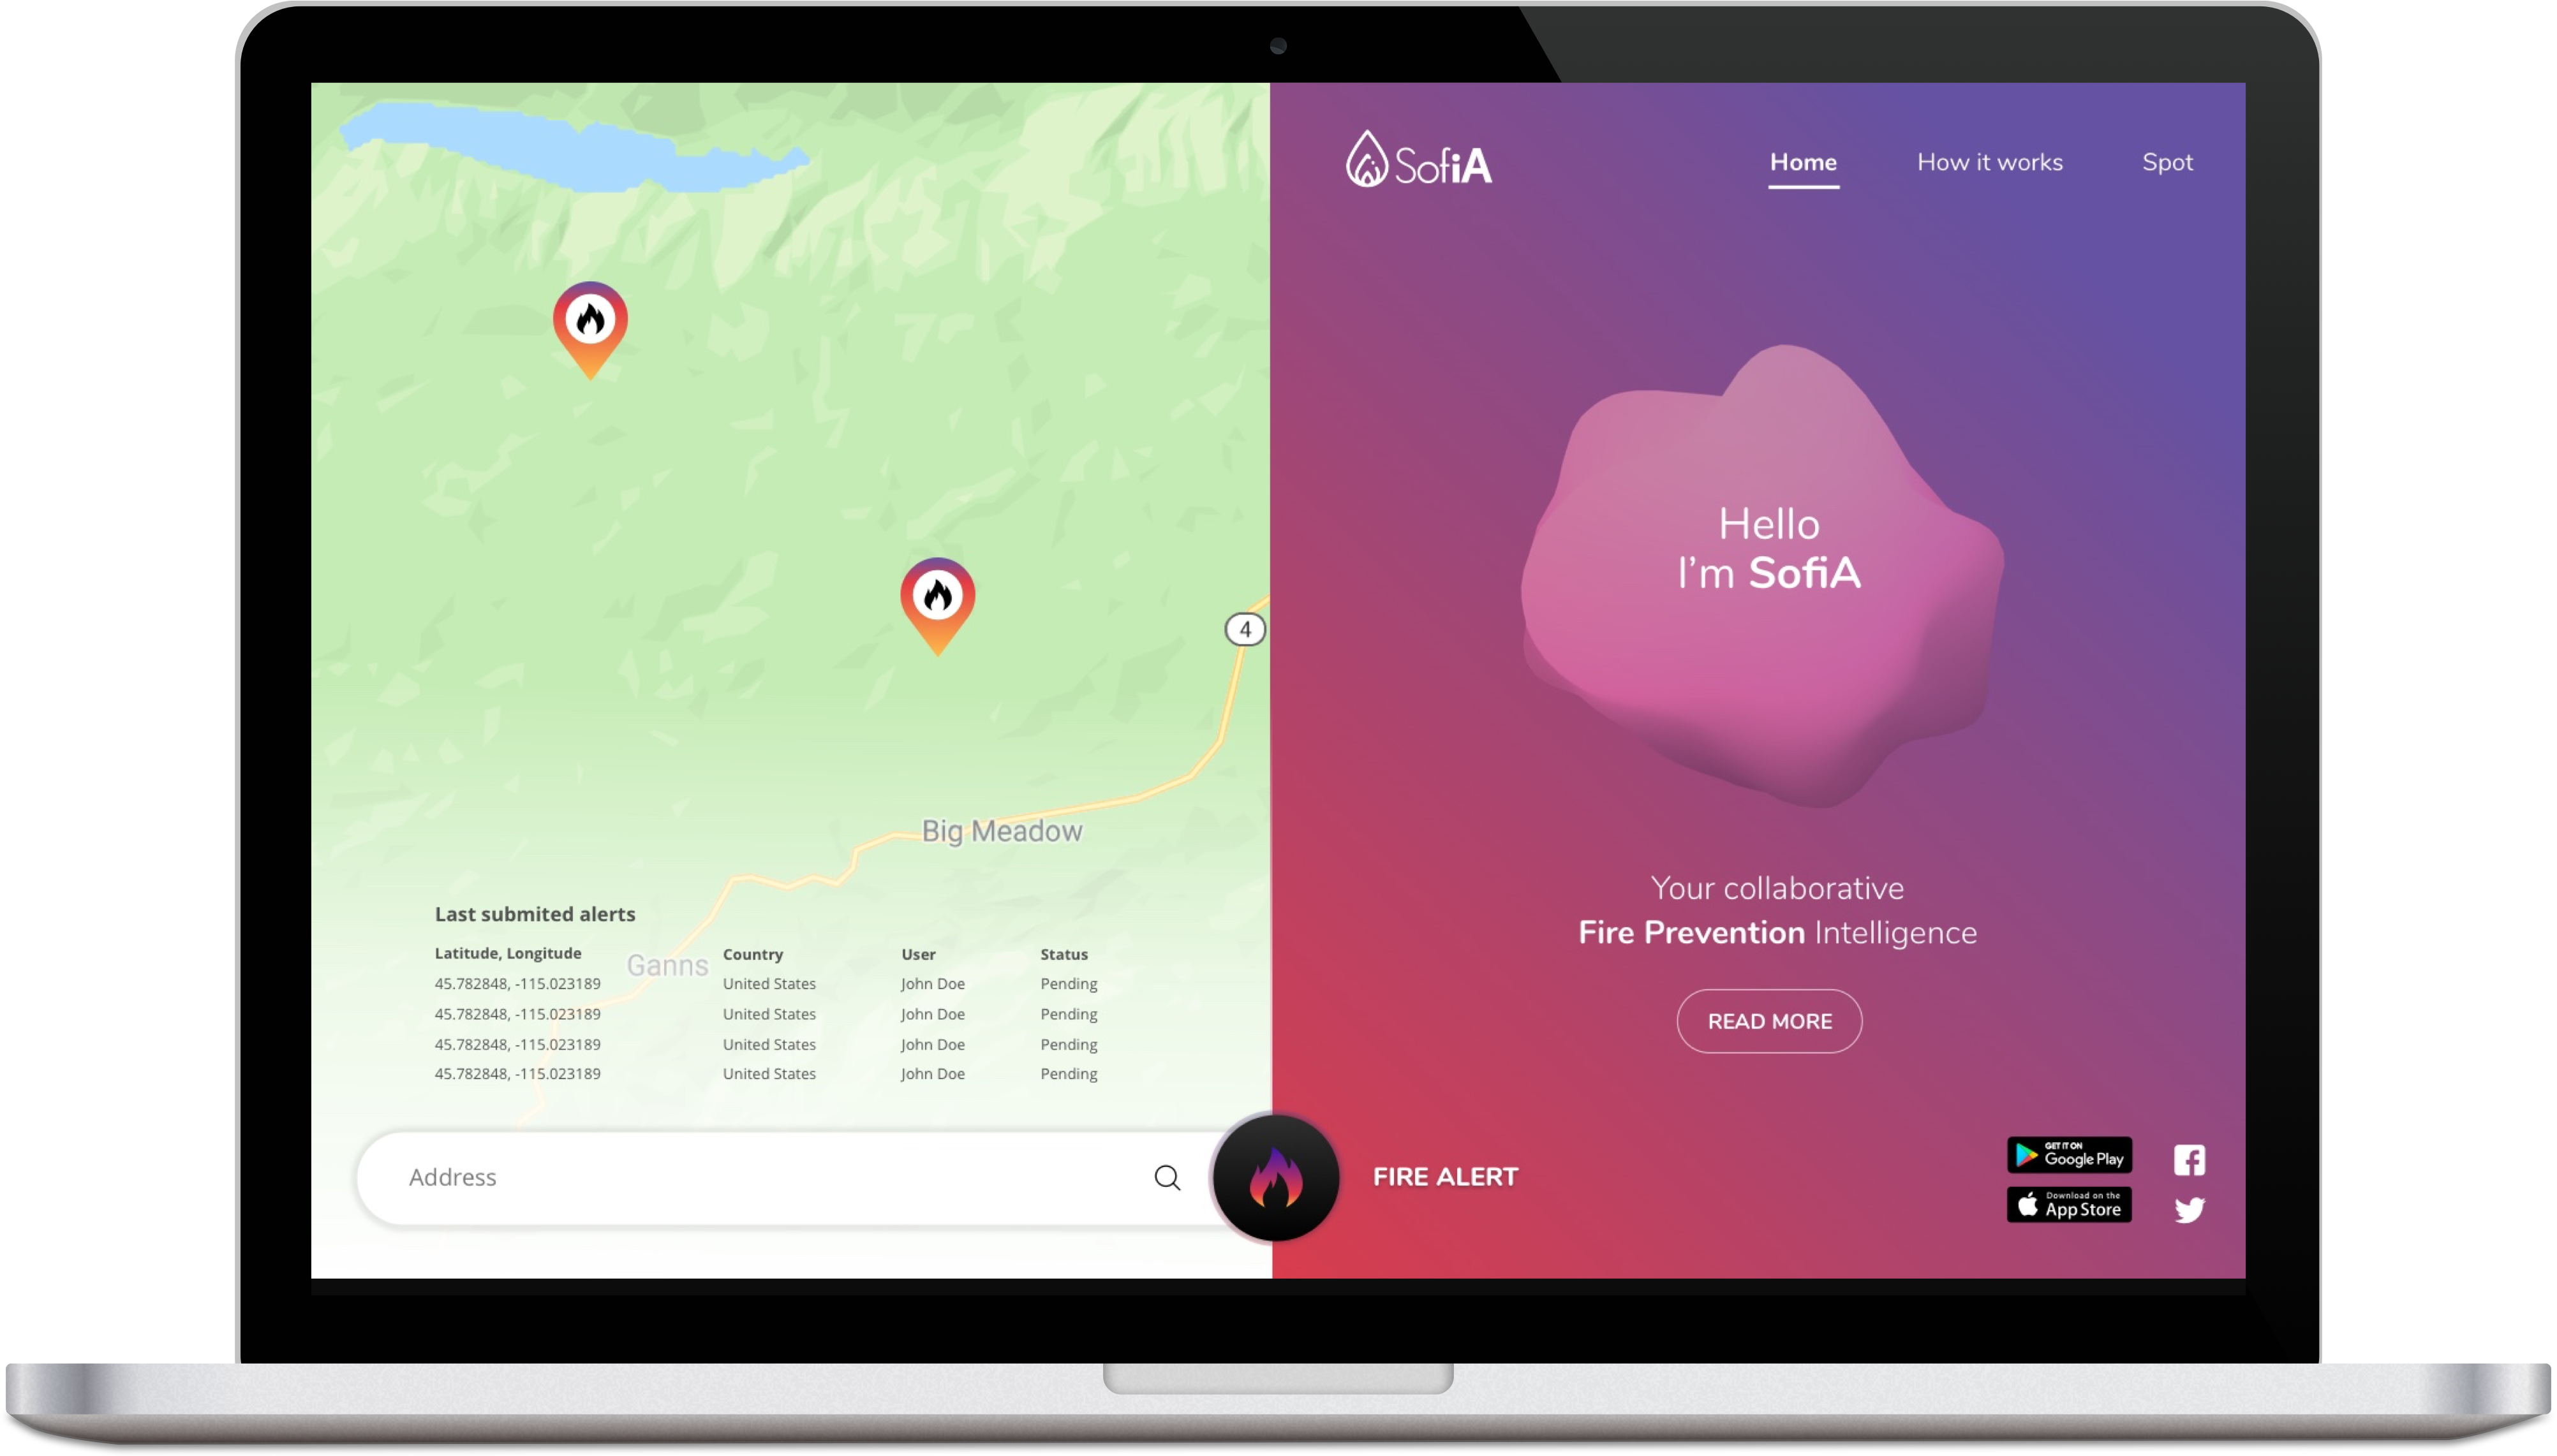 SofiA
Home
How it works
Spot
Hello
I'm SofiA
4
Big Meadow
Your collaborative
Fire Prevention Intelligence
READ MORE
Last submited alerts
Ganns
Latitude, Longitude Country User Status
45.782848, -115.023189 United States John Doe Pending
45.782848, -115.023189 United States John Doe Pending
45.782848, -115.023189 United States John Doe Pending
45.782848, -115.023189 United States John Doe Pending
Address
FIRE ALERT
GET IT ON
Google Play
Download on the
App Store